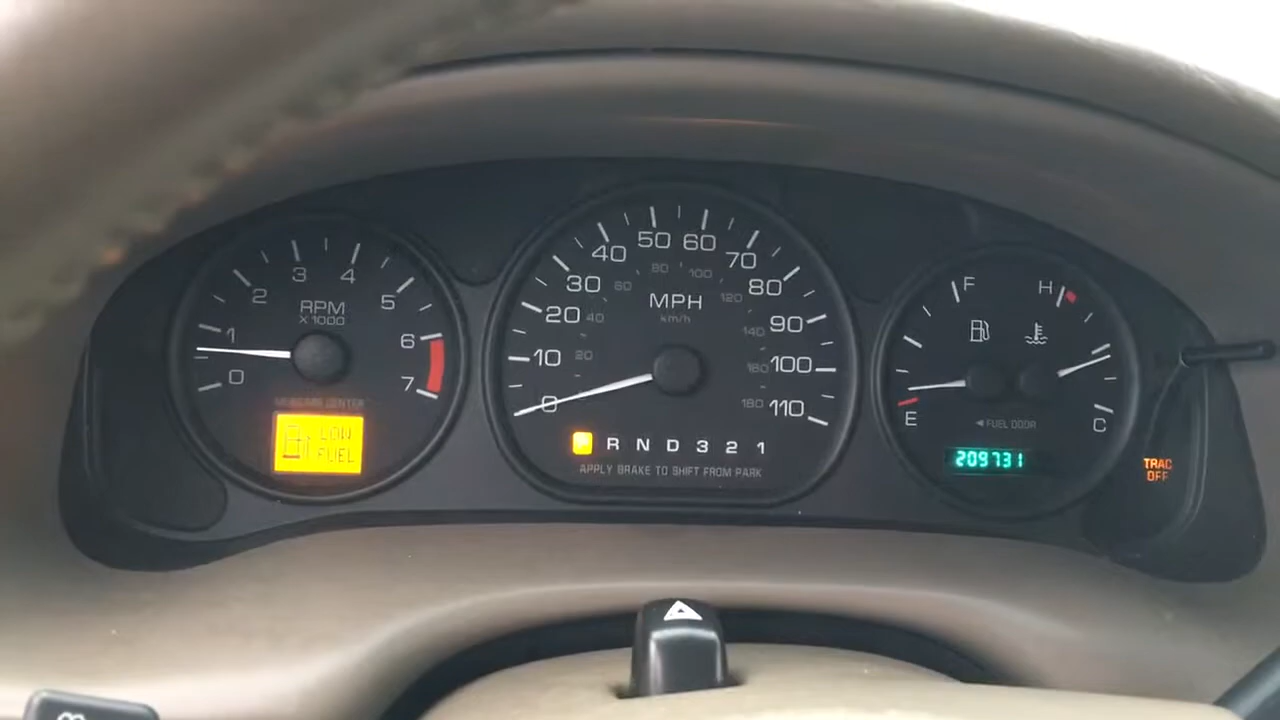 0
1
2
3
4
5
6
7
RPM
X1000
MESSAGE CENTER
LOW
FUEL
0
10
20
30
40
50
60
70
80
90
100
110
20
40
60
80
100
120
140
160
180
MPH
km/h
P R N D 3 2 1
APPLY BRAKE TO SHIFT FROM PARK
F
E
H
C
◄ FUEL DOOR
209731
TRAC
OFF